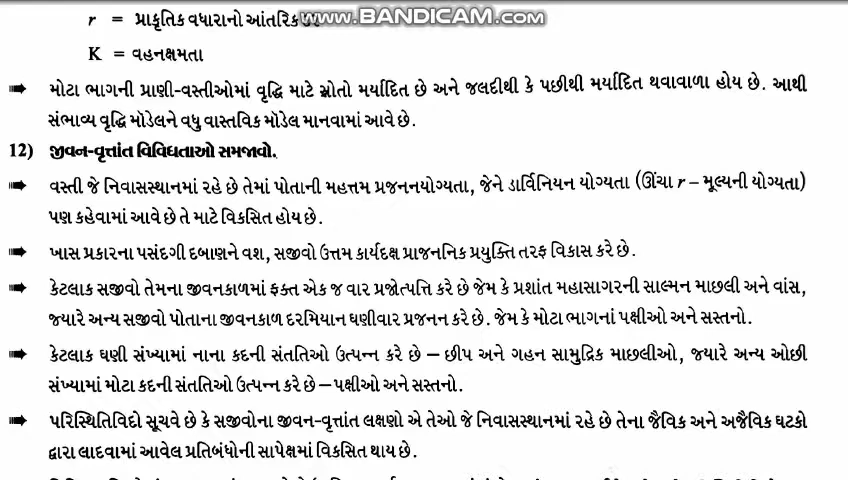 www.BANDICAM.com
r = પ્રાકૃતિક વધારાનો આંતરિક
K = વહનક્ષમતા
➠ મોટા ભાગની પ્રાણી-વસ્તીઓમાં વૃદ્ધિ માટે સ્રોતો મર્યાદિત છે અને જલદીથી કે પછીથી મર્યાદિત થવાવાળા હોય છે. આથી
સંભાવ્ય વૃદ્ધિ મૉડેલને વધુ વાસ્તવિક મૉડેલ માનવામાં આવે છે.
12) જીવન-વૃત્તાંત વિવિધતાઓ સમજાવો.
➠ વસ્તી જે નિવાસસ્થાનમાં રહે છે તેમાં પોતાની મહત્તમ પ્રજનનયોગ્યતા, જેને ડાર્વિનિયન યોગ્યતા (ઊંચા r – મૂલ્યની યોગ્યતા)
પણ કહેવામાં આવે છે તે માટે વિકસિત હોય છે.
➠ ખાસ પ્રકારના પસંદગી દબાણને વશ, સજીવો ઉત્તમ કાર્યદક્ષ પ્રાજનનિક પ્રયુક્તિ તરફ વિકાસ કરે છે.
➠ કેટલાક સજીવો તેમના જીવનકાળમાં ફક્ત એક જ વાર પ્રજોત્પત્તિ કરે છે જેમ કે પ્રશાંત મહાસાગરની સાલ્મન માછલી અને વાંસ,
જ્યારે અન્ય સજીવો પોતાના જીવનકાળ દરમિયાન ઘણીવાર પ્રજનન કરે છે. જેમ કે મોટા ભાગનાં પક્ષીઓ અને સસ્તનો.
➠ કેટલાક ઘણી સંખ્યામાં નાના કદની સંતતિઓ ઉત્પન્ન કરે છે – છીપ અને ગહન સામુદ્રિક માછલીઓ, જ્યારે અન્ય ઓછી
સંખ્યામાં મોટા કદની સંતતિઓ ઉત્પન્ન કરે છે – પક્ષીઓ અને સસ્તનો.
➠ પરિસ્થિતિવિદો સૂચવે છે કે સજીવોના જીવન-વૃત્તાંત લક્ષણો એ તેઓ જે નિવાસસ્થાનમાં રહે છે તેના જૈવિક અને અજૈવિક ઘટકો
દ્વારા લાદવામાં આવેલ પ્રતિબંધોની સાપેક્ષમાં વિકસિત થાય છે.